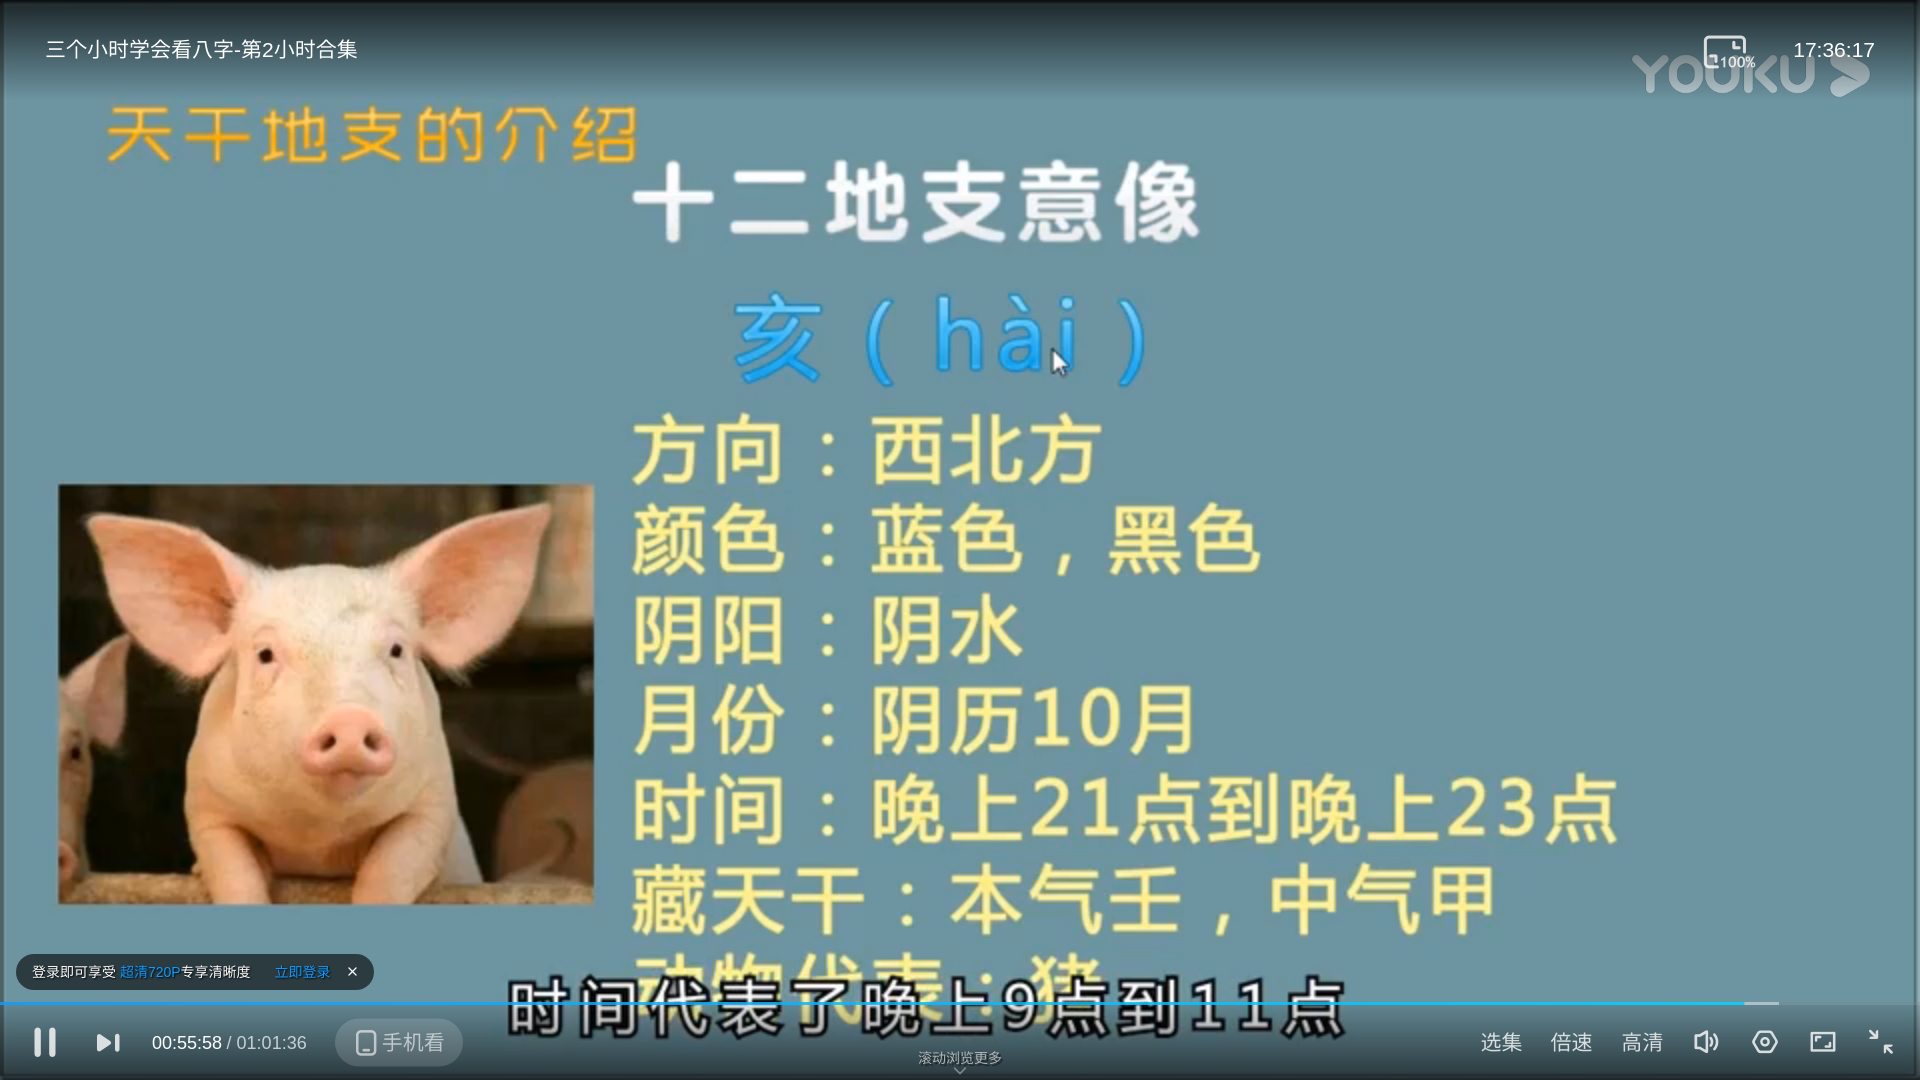 三个小时学会看八字-第2小时合集
100%
17:36:17
YOUKU
天干地支的介绍
十二地支意像
亥（hài）
方向：西北方
颜色：蓝色，黑色
阴阳：阴水
月份：阴历10月
时间：晚上21点到晚上23点
藏天干：本气壬，中气甲
动物代表：猪
登录即可享受 超清720P专享清晰度 立即登录 ×
时间代表了晚上9点到11点
00:55:58 / 01:01:36 手机看
选集 倍速 高清
滚动浏览更多